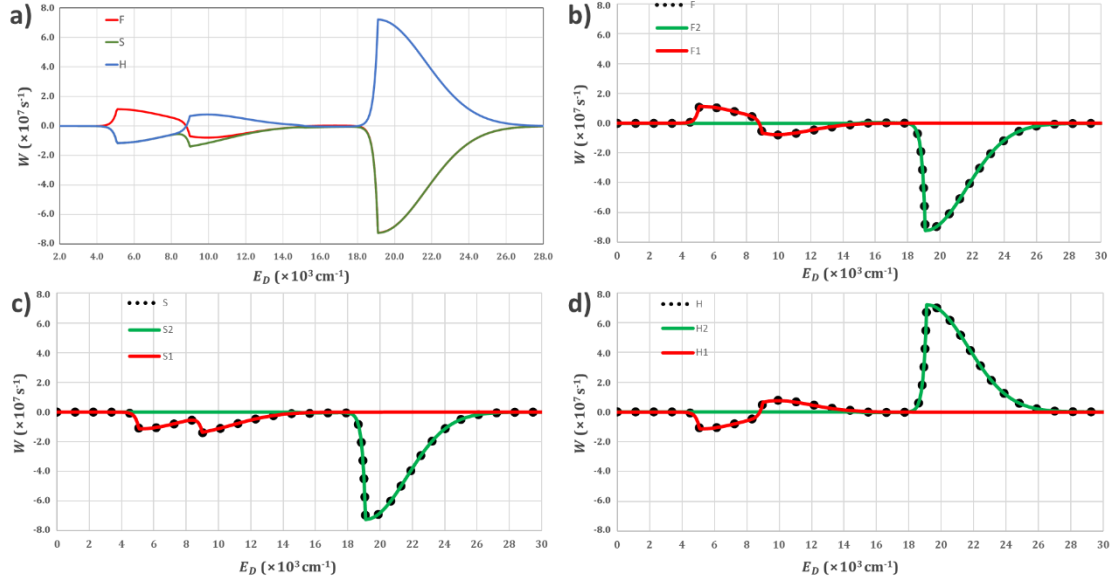 a)
F
S
H
8.0
6.0
4.0
2.0
0.0
-2.0
-4.0
-6.0
-8.0
W (×10⁷ s⁻¹)
2.0 4.0 6.0 8.0 10.0 12.0 14.0 16.0 18.0 20.0 22.0 24.0 26.0 28.0
E_D (×10³ cm⁻¹)
b)
F
F2
F1
8.0
6.0
4.0
2.0
0.0
-2.0
-4.0
-6.0
-8.0
W (×10⁷ s⁻¹)
0 2 4 6 8 10 12 14 16 18 20 22 24 26 28 30
E_D (×10³ cm⁻¹)
c)
S
S2
S1
8.0
6.0
4.0
2.0
0.0
-2.0
-4.0
-6.0
-8.0
W (×10⁷ s⁻¹)
0 2 4 6 8 10 12 14 16 18 20 22 24 26 28 30
E_D (×10³ cm⁻¹)
d)
H
H2
H1
8.0
6.0
4.0
2.0
0.0
-2.0
-4.0
-6.0
-8.0
W (×10⁷ s⁻¹)
0 2 4 6 8 10 12 14 16 18 20 22 24 26 28 30
E_D (×10³ cm⁻¹)